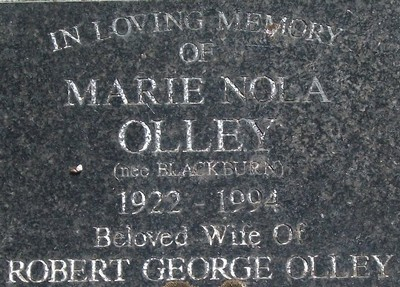 IN LOVING MEMORY
OF
MARIE NOLA
OLLEY
(nee BLACKBURN)
1922 - 1994
Beloved Wife Of
ROBERT GEORGE OLLEY